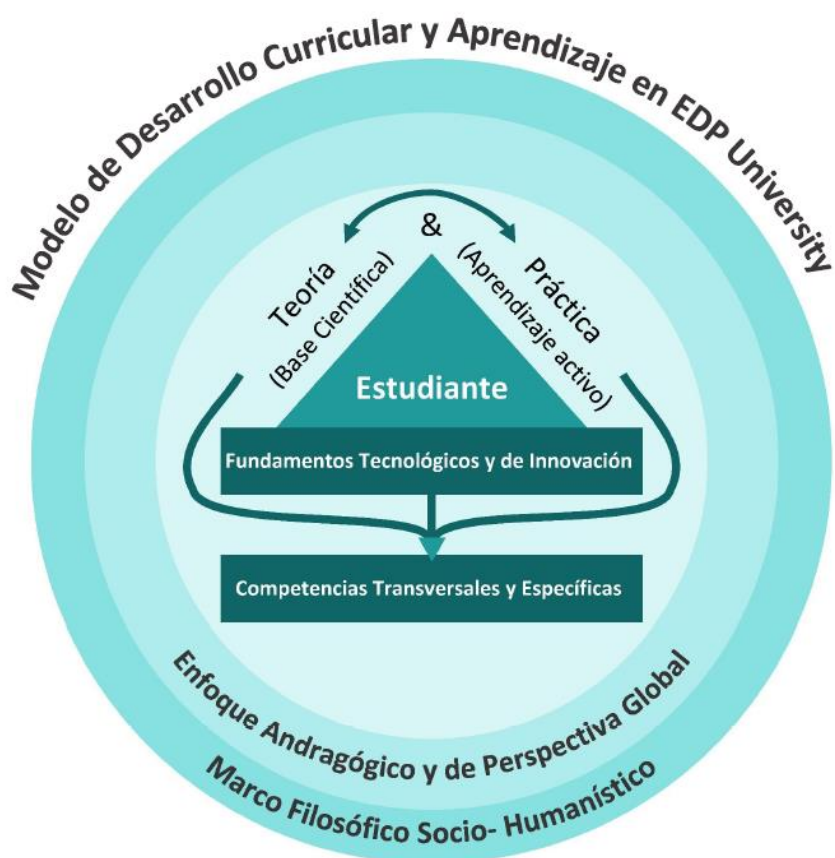 Modelo de Desarrollo Curricular y Aprendizaje en EDP University
&
Teoría
(Base Científica)
Práctica
(Aprendizaje activo)
Estudiante
Fundamentos Tecnológicos y de Innovación
Competencias Transversales y Específicas
Enfoque Andragógico y de Perspectiva Global
Marco Filosófico Socio- Humanístico